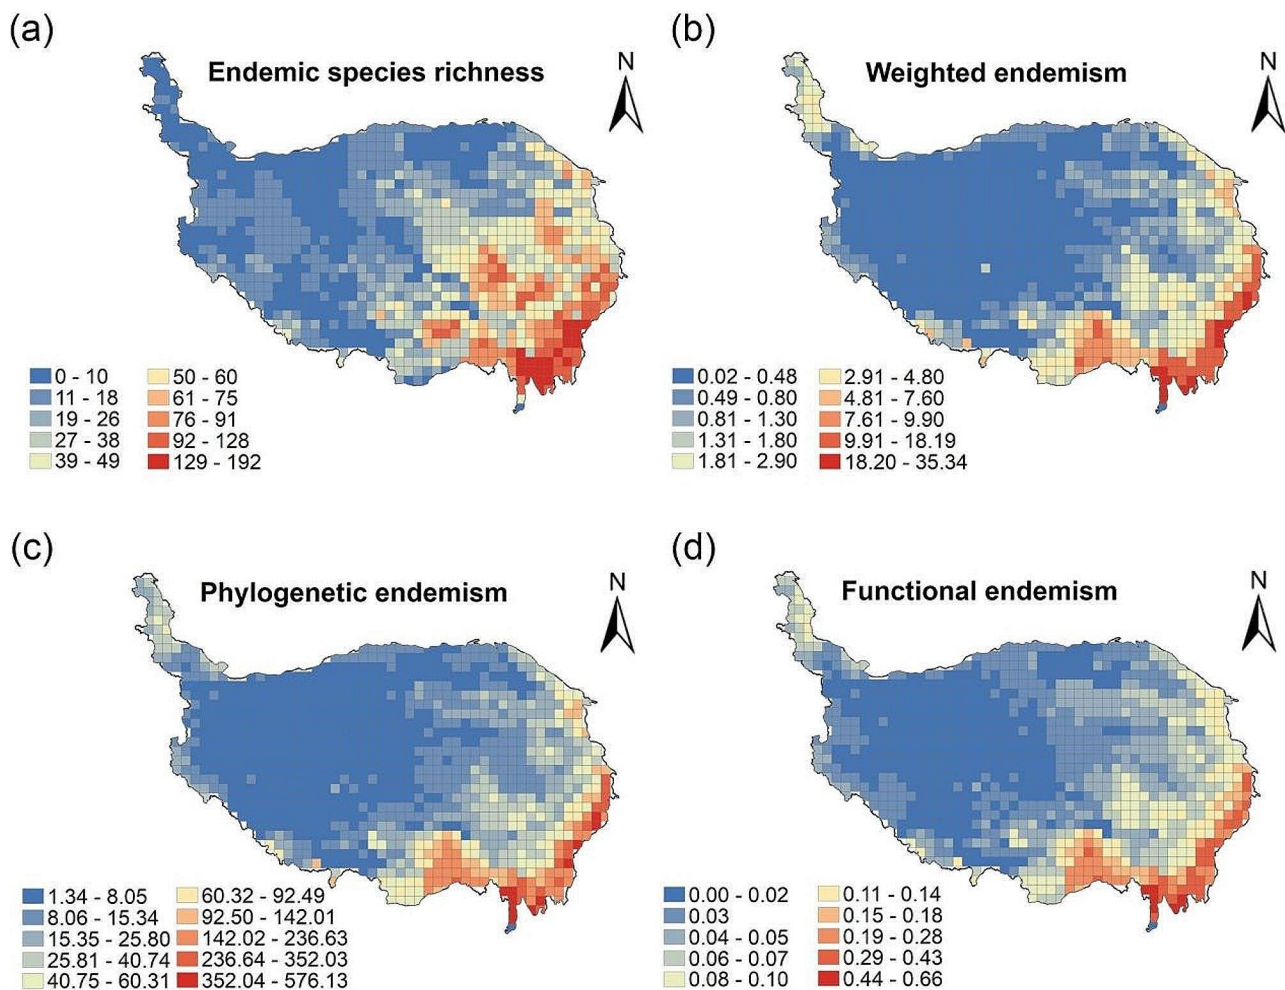 (a)
Endemic species richness
N
0 - 10
11 - 18
19 - 26
27 - 38
39 - 49
50 - 60
61 - 75
76 - 91
92 - 128
129 - 192
(b)
Weighted endemism
N
0.02 - 0.48
0.49 - 0.80
0.81 - 1.30
1.31 - 1.80
1.81 - 2.90
2.91 - 4.80
4.81 - 7.60
7.61 - 9.90
9.91 - 18.19
18.20 - 35.34
(c)
Phylogenetic endemism
N
1.34 - 8.05
8.06 - 15.34
15.35 - 25.80
25.81 - 40.74
40.75 - 60.31
60.32 - 92.49
92.50 - 142.01
142.02 - 236.63
236.64 - 352.03
352.04 - 576.13
(d)
Functional endemism
N
0.00 - 0.02
0.03
0.04 - 0.05
0.06 - 0.07
0.08 - 0.10
0.11 - 0.14
0.15 - 0.18
0.19 - 0.28
0.29 - 0.43
0.44 - 0.66